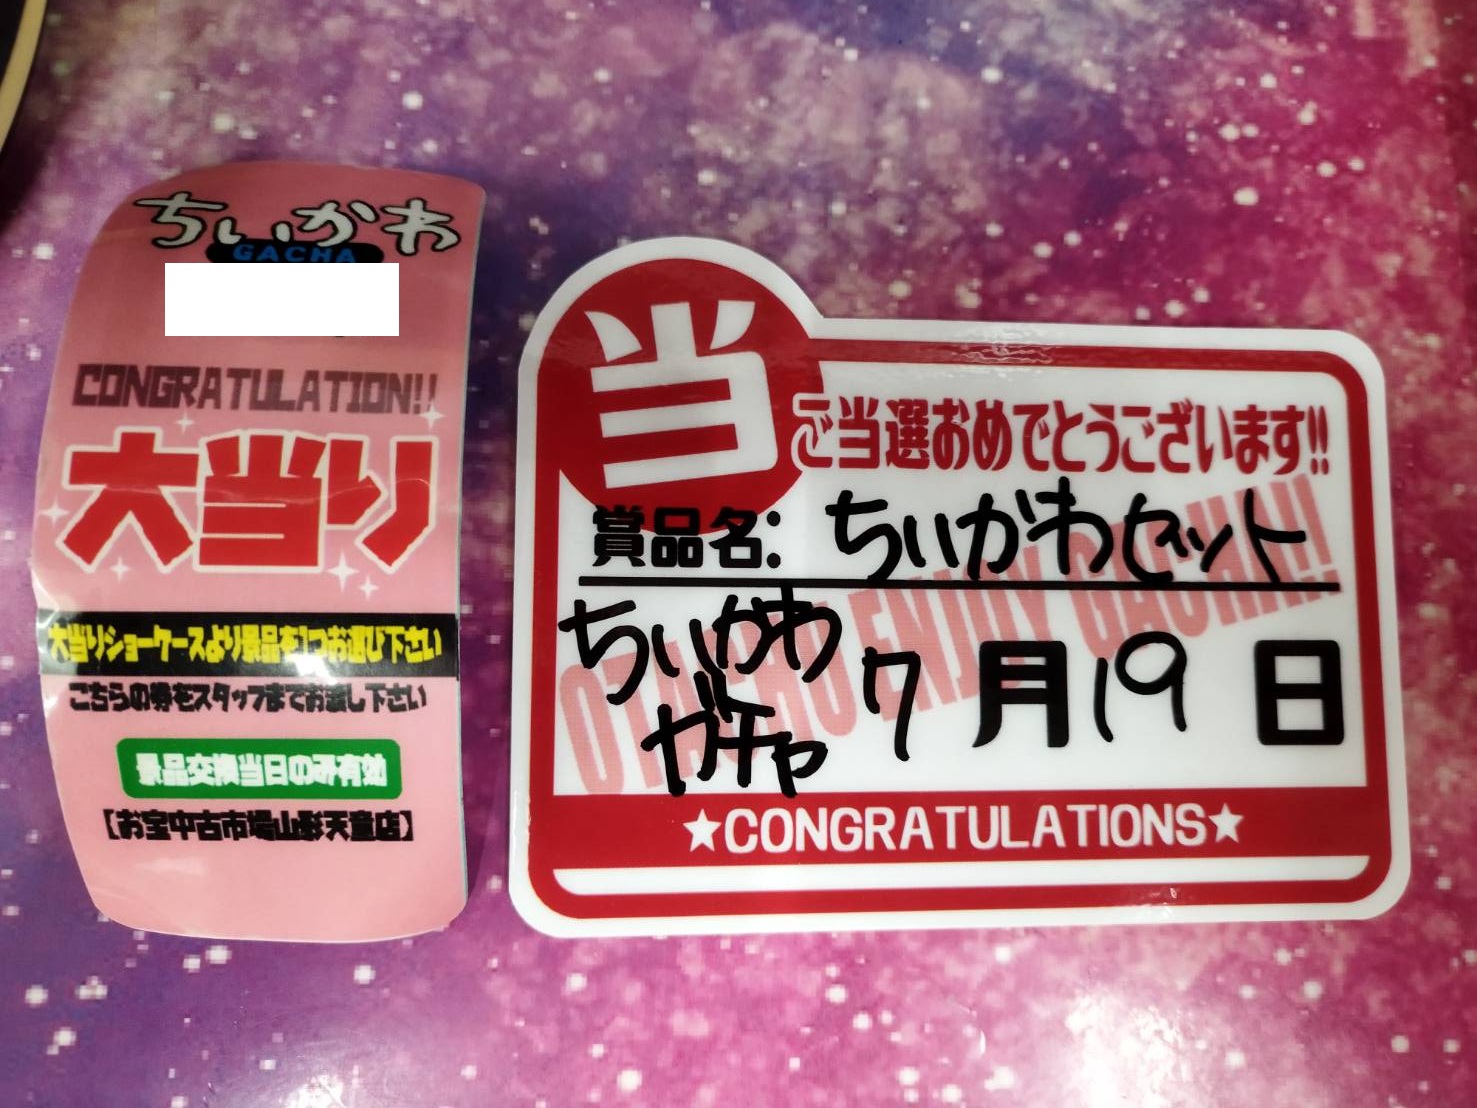 ちいかわ
GACHA
CONGRATULATION!!
大当り
大当りショーケースより景品を1つお選び下さい
こちらの券をスタッフまでお渡し下さい
景品交換当日のみ有効
【お宝中古市場山形天童店】
当
ご当選おめでとうございます!!
賞品名: ちいかわセット
ちいかわ
ガチャ
7月19日
OTACHU ENJOY GACHA!!
★CONGRATULATIONS★